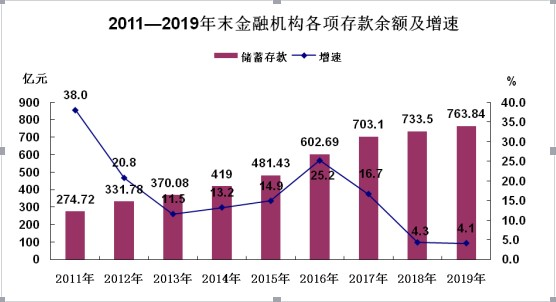 2011—2019年末金融机构各项存款余额及增速
储蓄存款 增速
亿元 %
900 800 700 600 500 400 300 200 100 0
274.72 331.78 370.08 419 481.43 602.69 703.1 733.5 763.84
38.0 20.8 11.5 13.2 14.9 25.2 16.7 4.3 4.1
40.0 35.0 30.0 25.0 20.0 15.0 10.0 5.0 0.0
2011年 2012年 2013年 2014年 2015年 2016年 2017年 2018年 2019年